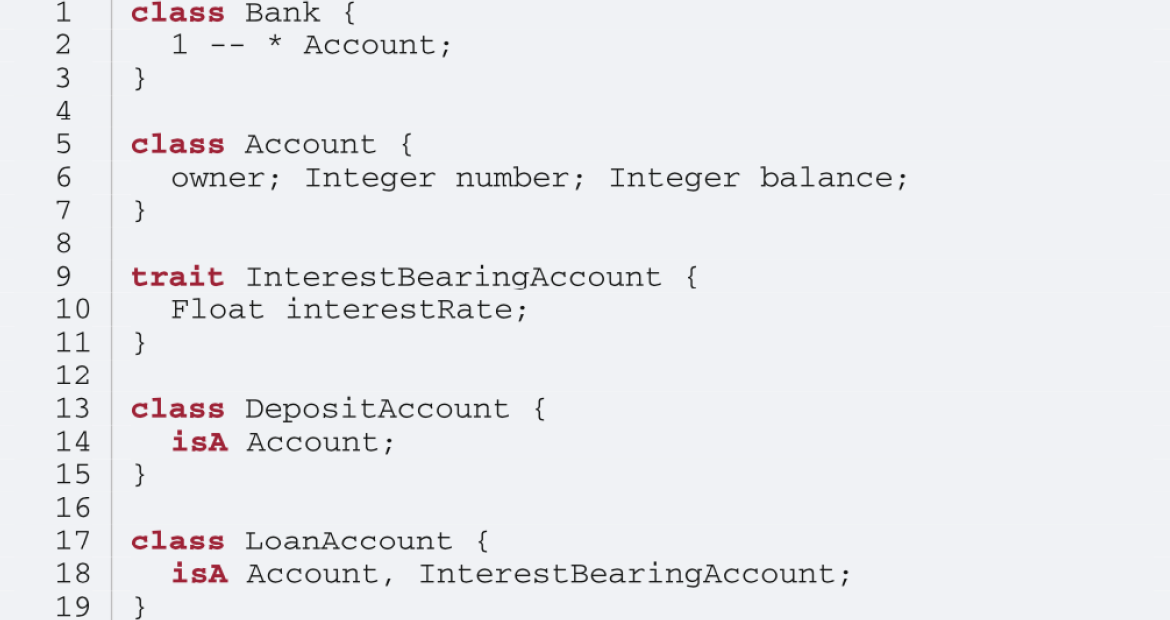 1 class Bank {
2 1 -- * Account;
3 }
4
5 class Account {
6 owner; Integer number; Integer balance;
7 }
8
9 trait InterestBearingAccount {
10 Float interestRate;
11 }
12
13 class DepositAccount {
14 isA Account;
15 }
16
17 class LoanAccount {
18 isA Account, InterestBearingAccount;
19 }